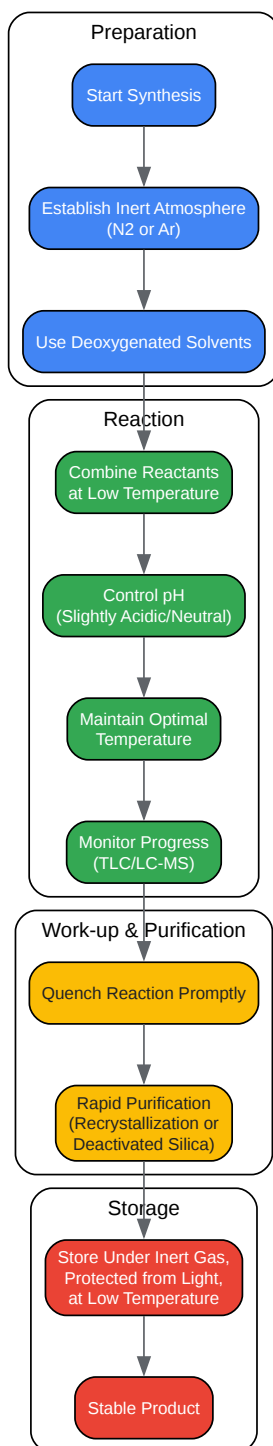 Preparation
Start Synthesis
Establish Inert Atmosphere
(N2 or Ar)
Use Deoxygenated Solvents
Reaction
Combine Reactants
at Low Temperature
Control pH
(Slightly Acidic/Neutral)
Maintain Optimal
Temperature
Monitor Progress
(TLC/LC-MS)
Work-up & Purification
Quench Reaction Promptly
Rapid Purification
(Recrystallization or
Deactivated Silica)
Storage
Store Under Inert Gas,
Protected from Light,
at Low Temperature
Stable Product